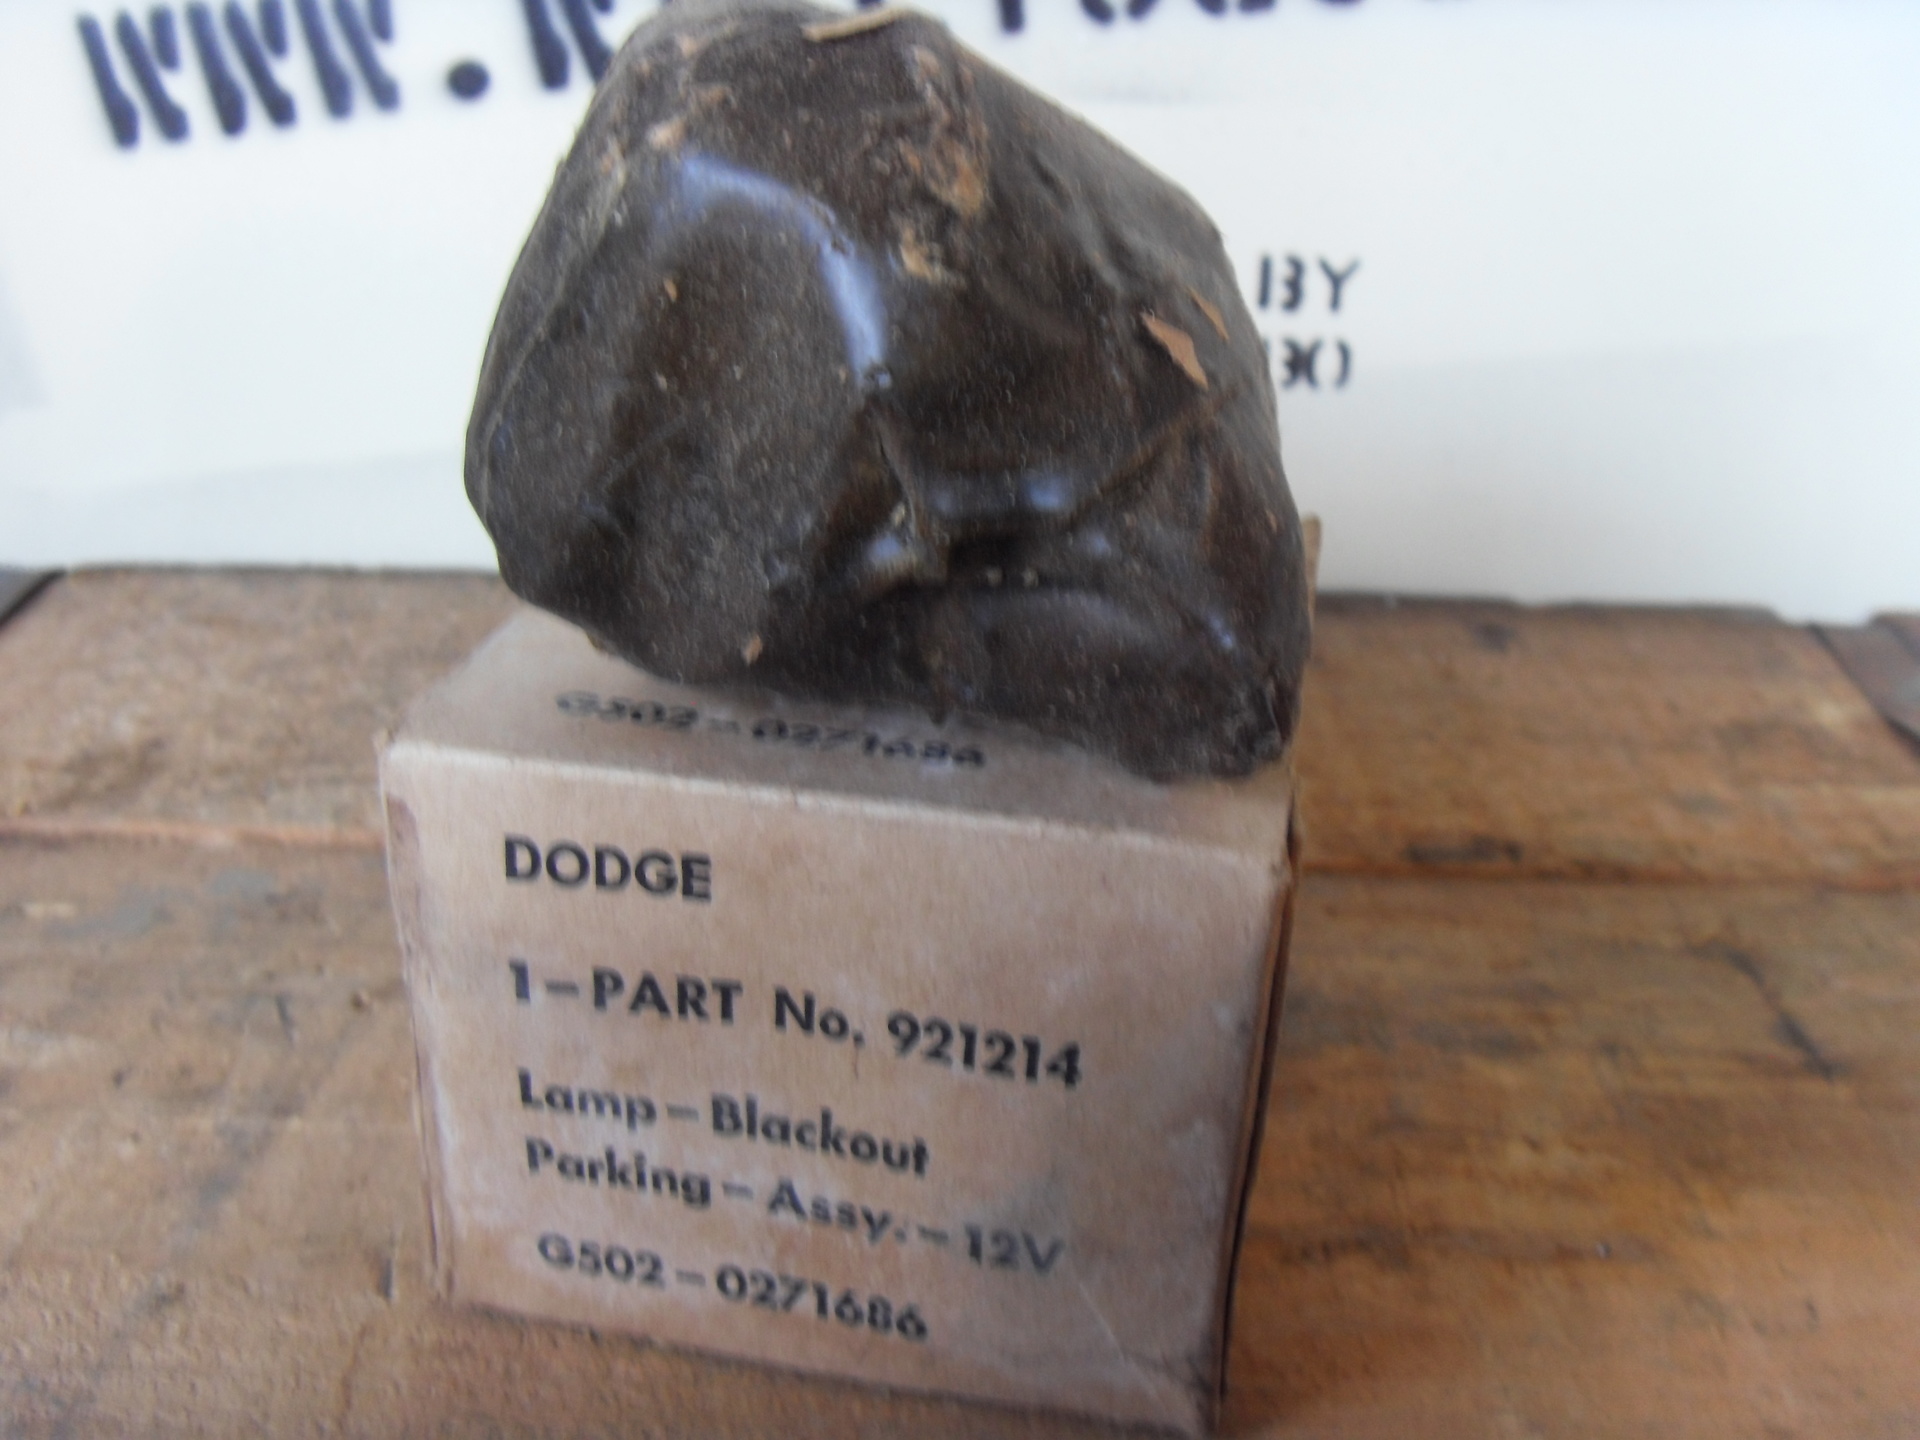 WWW.
BY
G502-0271686
DODGE
1-PART No. 921214
Lamp-Blackout
Parking-Assy.-12V
G502-0271686